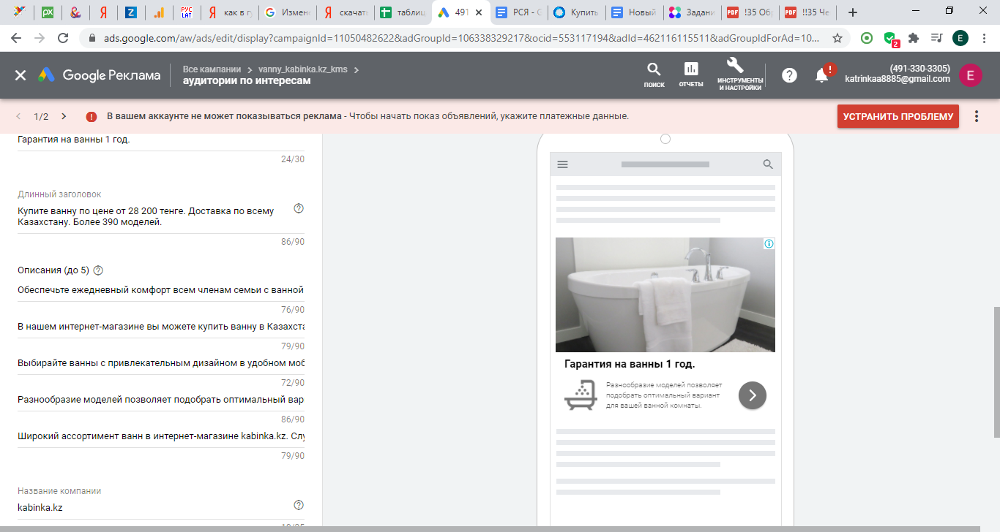 как в гу
Измене
скачать
таблиц
491
РСЯ - G
Купить
Новый
Задани
!35 Обр
!!35 Че
ads.google.com/aw/ads/edit/display?campaignId=11050482622&adGroupId=106338329217&ocid=553117194&adId=462116115511&adGroupIdForAd=10...
2
E
Google Реклама
Все кампании > vanny_kabinka.kz_kms >
аудитории по интересам
ПОИСК
ОТЧЕТЫ
ИНСТРУМЕНТЫ
И НАСТРОЙКИ
(491-330-3305)
katrinkaa8885@gmail.com
E
1/2
В вашем аккаунте не может показываться реклама - Чтобы начать показ объявлений, укажите платежные данные.
УСТРАНИТЬ ПРОБЛЕМУ
Гарантия на ванны 1 год.
24/30
Длинный заголовок
Купите ванну по цене от 28 200 тенге. Доставка по всему
Казахстану. Более 390 моделей.
86/90
Описания (до 5)
Обеспечьте ежедневный комфорт всем членам семьи с ванной
76/90
В нашем интернет-магазине вы можете купить ванну в Казахста
79/90
Выбирайте ванны с привлекательным дизайном в удобном моб
72/90
Разнообразие моделей позволяет подобрать оптимальный вар
86/90
Широкий ассортимент ванн в интернет-магазине kabinka.kz. Слу
79/90
Название компании
kabinka.kz
Гарантия на ванны 1 год.
Разнообразие моделей позволяет
подобрать оптимальный вариант
для вашей ванной комнаты.